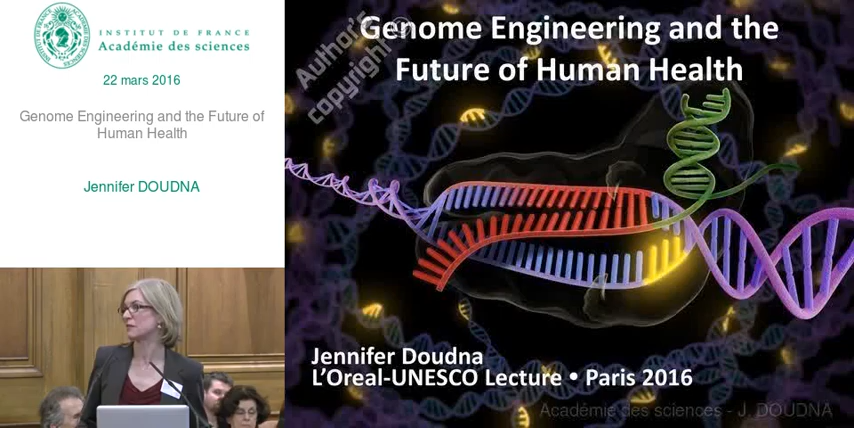 INSTITUT DE FRANCE
Académie des sciences
22 mars 2016
Genome Engineering and the Future of
Human Health
Jennifer DOUDNA
Genome Engineering and the
Future of Human Health
Author's
copyright ©
Jennifer Doudna
L'Oreal-UNESCO Lecture • Paris 2016
Académie des sciences - J. DOUDNA